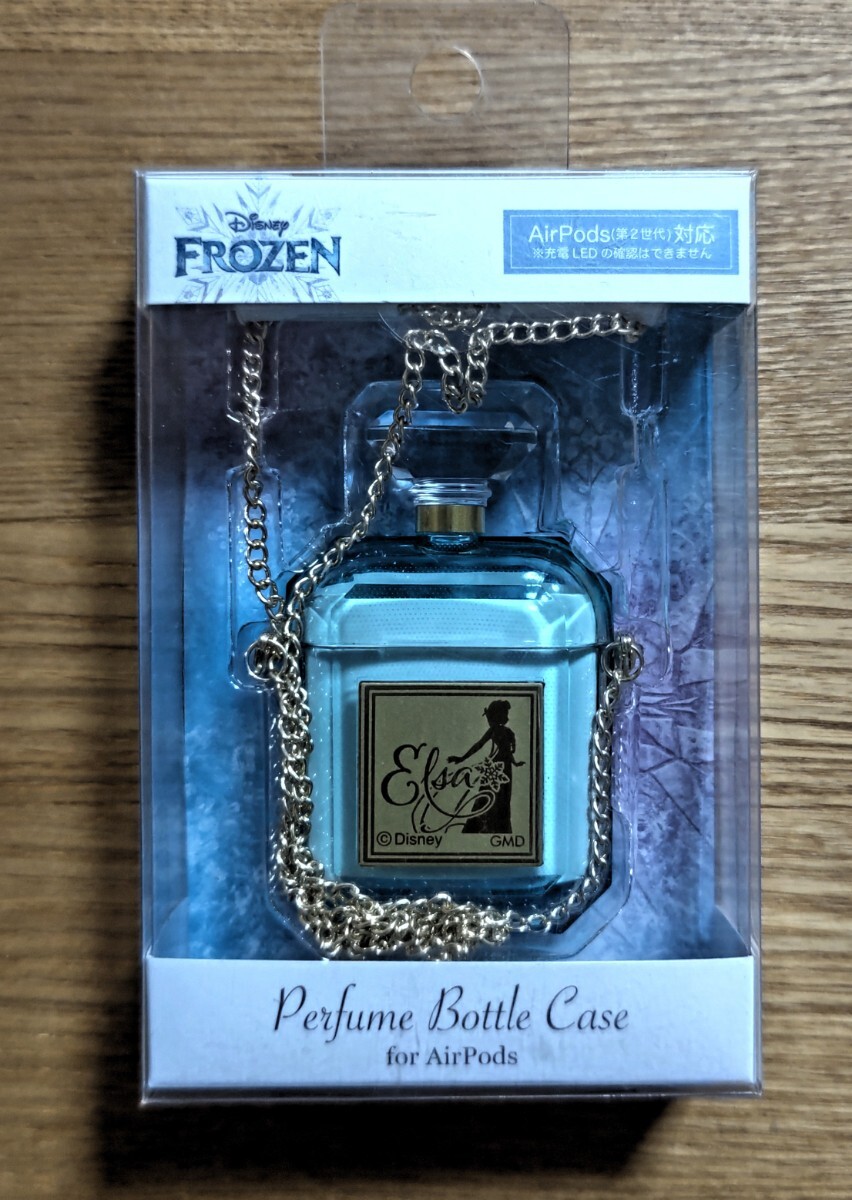 Disney
FROZEN
AirPods(第2世代)対応
※充電LEDの確認はできません
Elsa
©Disney GMD
Perfume Bottle Case
for AirPods